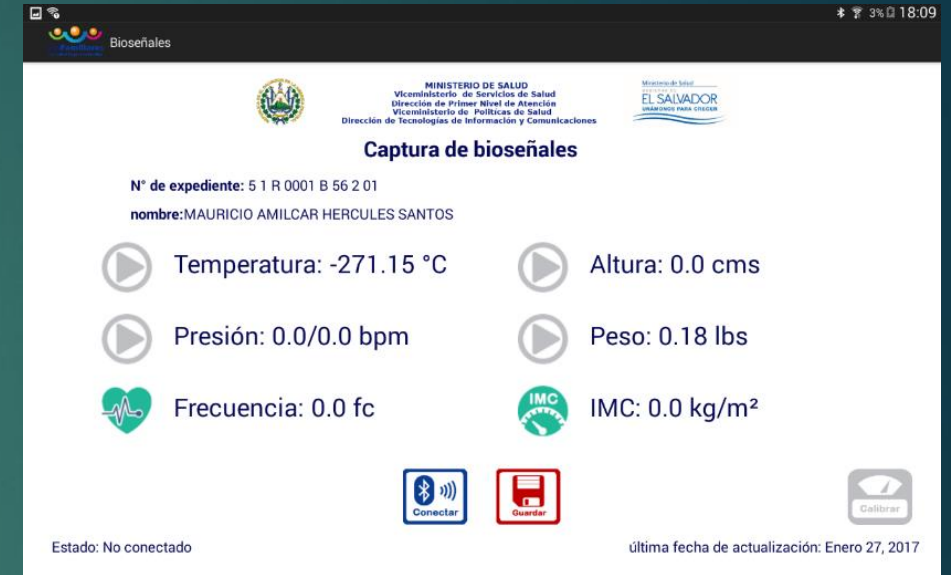 3% 18:09
Bioseñales
MINISTERIO DE SALUD
Viceministerio de Servicios de Salud
Dirección de Primer Nivel de Atención
Viceministerio de Políticas de Salud
Dirección de Tecnologías de Información y Comunicaciones
Ministerio de Salud
EL SALVADOR
UNÁMONOS PARA CRECER
Captura de bioseñales
N° de expediente: 5 1 R 0001 B 56 2 01
nombre:MAURICIO AMILCAR HERCULES SANTOS
Temperatura: -271.15 °C
Altura: 0.0 cms
Presión: 0.0/0.0 bpm
Peso: 0.18 lbs
Frecuencia: 0.0 fc
IMC
IMC: 0.0 kg/m²
Conectar
Guardar
Calibrar
Estado: No conectado
última fecha de actualización: Enero 27, 2017